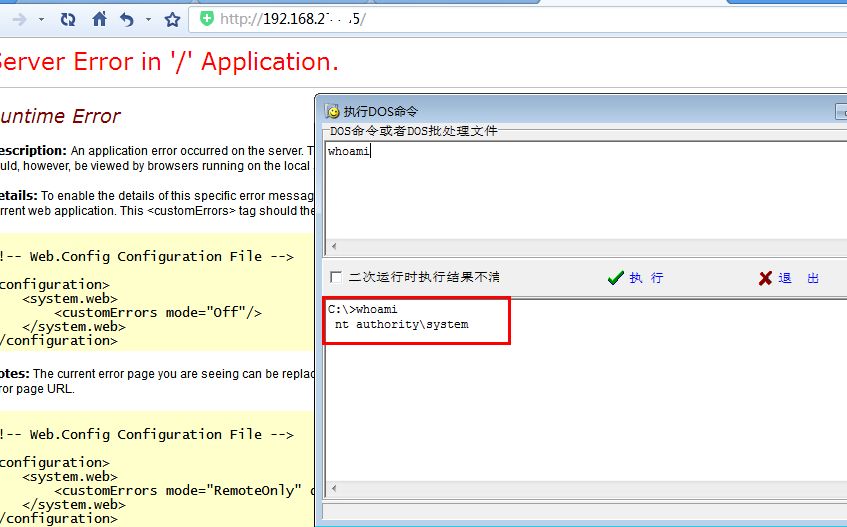 http://192.168.2 5/
Server Error in '/' Application.
untime Error
escription: An application error occurred on the server. T
uld, however, be viewed by browsers running on the local
etails: To enable the details of this specific error messag
rrent web application. This <customErrors> tag should the
!-- Web.Config Configuration File -->
configuration>
<system.web>
<customErrors mode="Off"/>
</system.web>
/configuration>
otes: The current error page you are seeing can be replac
ror page URL.
!-- Web.Config Configuration File -->
configuration>
<system.web>
<customErrors mode="RemoteOnly"
</system.web>
/configuration>
执行DOS命令
DOS命令或者DOS批处理文件
whoami
二次运行时执行结果不清
执 行
退 出
C:\>whoami
nt authority\system